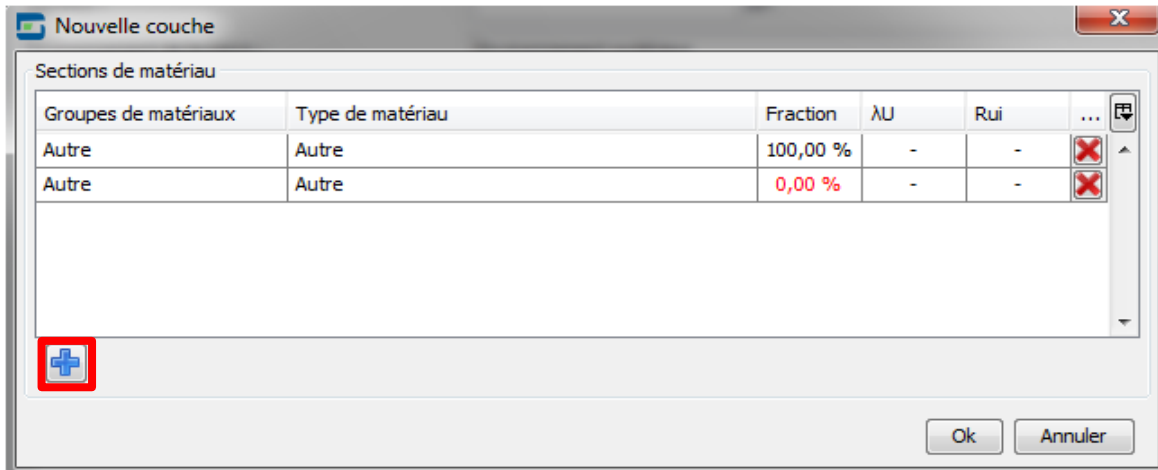 Nouvelle couche
Sections de matériau
Groupes de matériaux Type de matériau Fraction λU Rui ...
Autre Autre 100,00 % - -
Autre Autre 0,00 % - -
Ok Annuler